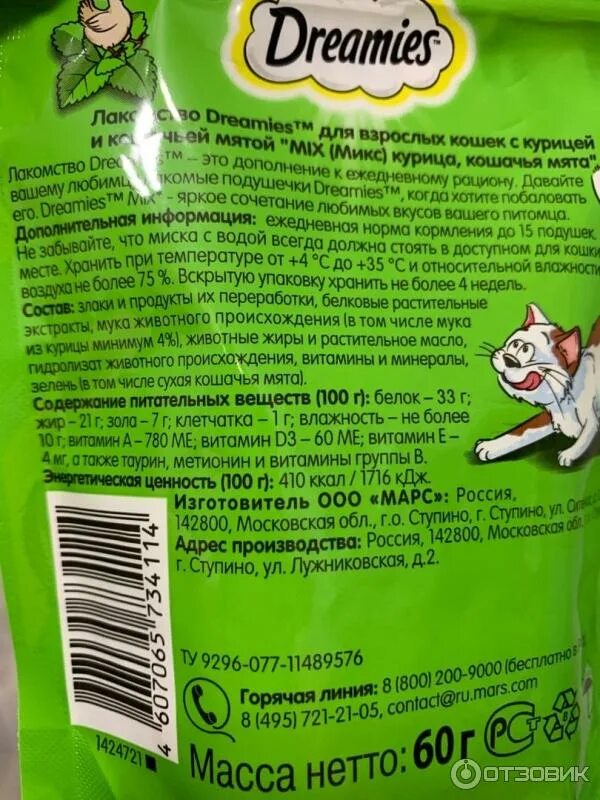 Dreamies™
Лакомство Dreamies™ для взрослых кошек с курицей
и кошачьей мятой "MIX (Микс) курица, кошачья мята".
Лакомство Dreamies™ – это дополнение к ежедневному рациону. Давайте
вашему любимцу лакомые подушечки Dreamies™, когда хотите побаловать
его. Dreamies™ Mix - яркое сочетание любимых вкусов вашего питомца.
Дополнительная информация: ежедневная норма кормления до 15 подушек.
Не забывайте, что миска с водой всегда должна стоять в доступном для кошки
месте. Хранить при температуре от +4 °C до +35 °C и относительной влажности
воздуха не более 75 %. Вскрытую упаковку хранить не более 4 недель.
Состав: злаки и продукты их переработки, белковые растительные
экстракты, мука животного происхождения (в том числе мука
из курицы минимум 4%), животные жиры и растительное масло,
гидролизат животного происхождения, витамины и минералы,
зелень (в том числе сухая кошачья мята).
Содержание питательных веществ (100 г): белок – 33 г;
жир – 21 г; зола – 7 г; клетчатка – 1 г; влажность – не более
10 г; витамин А – 780 МЕ; витамин D3 – 60 МЕ; витамин Е –
4 мг, а также таурин, метионин и витамины группы В.
Энергетическая ценность (100 г): 410 ккал / 1716 кДж.
Изготовитель ООО «МАРС»: Россия,
142800, Московская обл., г.о. Ступино, г. Ступино, ул.
Адрес производства: Россия, 142800, Московская обл.
г. Ступино, ул. Лужниковская, д.2.
4 607065 734114
1424721
ТУ 9296-077-11489576
Горячая линия: 8 (800) 200-9000 (бесплатно
8 (495) 721-21-05, contact@ru.mars.com
Масса нетто: 60 г
РСТ
ОТЗОВИК